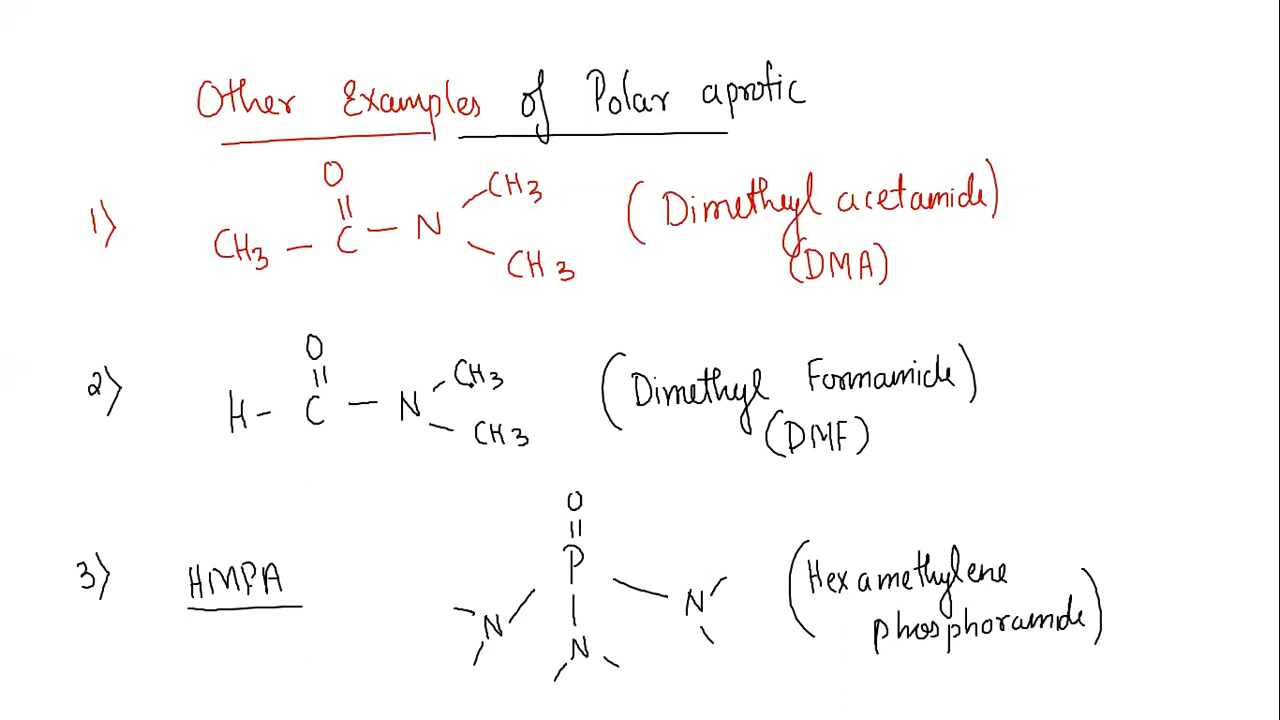 Other Examples of Polar aprotic
1)
O
||
CH3 — C — N
CH3
CH3
(Dimethyl acetamide)
(DMA)
2)
O
||
H - C — N
CH3
CH3
(Dimethyl Formamide)
(DMF)
3) HMPA
O
||
P
N
N
N
(Hexamethylene
phosphoramide)